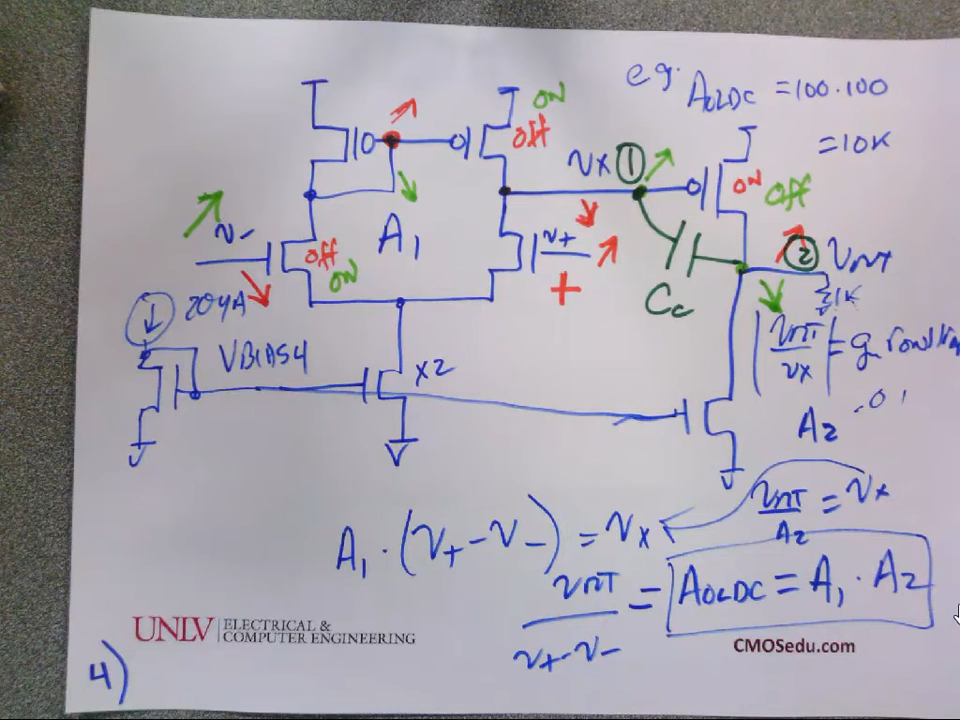 eg. AOLDC = 100.100
= 10K
ON
off
vx ①
ON off
v-
off
ON
A1
v+
+
② vout
1K
Cc
20μA
VBIAS4
X2
|vout/vx| = g
A2
vout/A2 = vx
A1 · (v+ - v-) = vx
vout/(v+ - v-) = AOLDC = A1 · A2
UNLV | ELECTRICAL & COMPUTER ENGINEERING
CMOSedu.com
4)